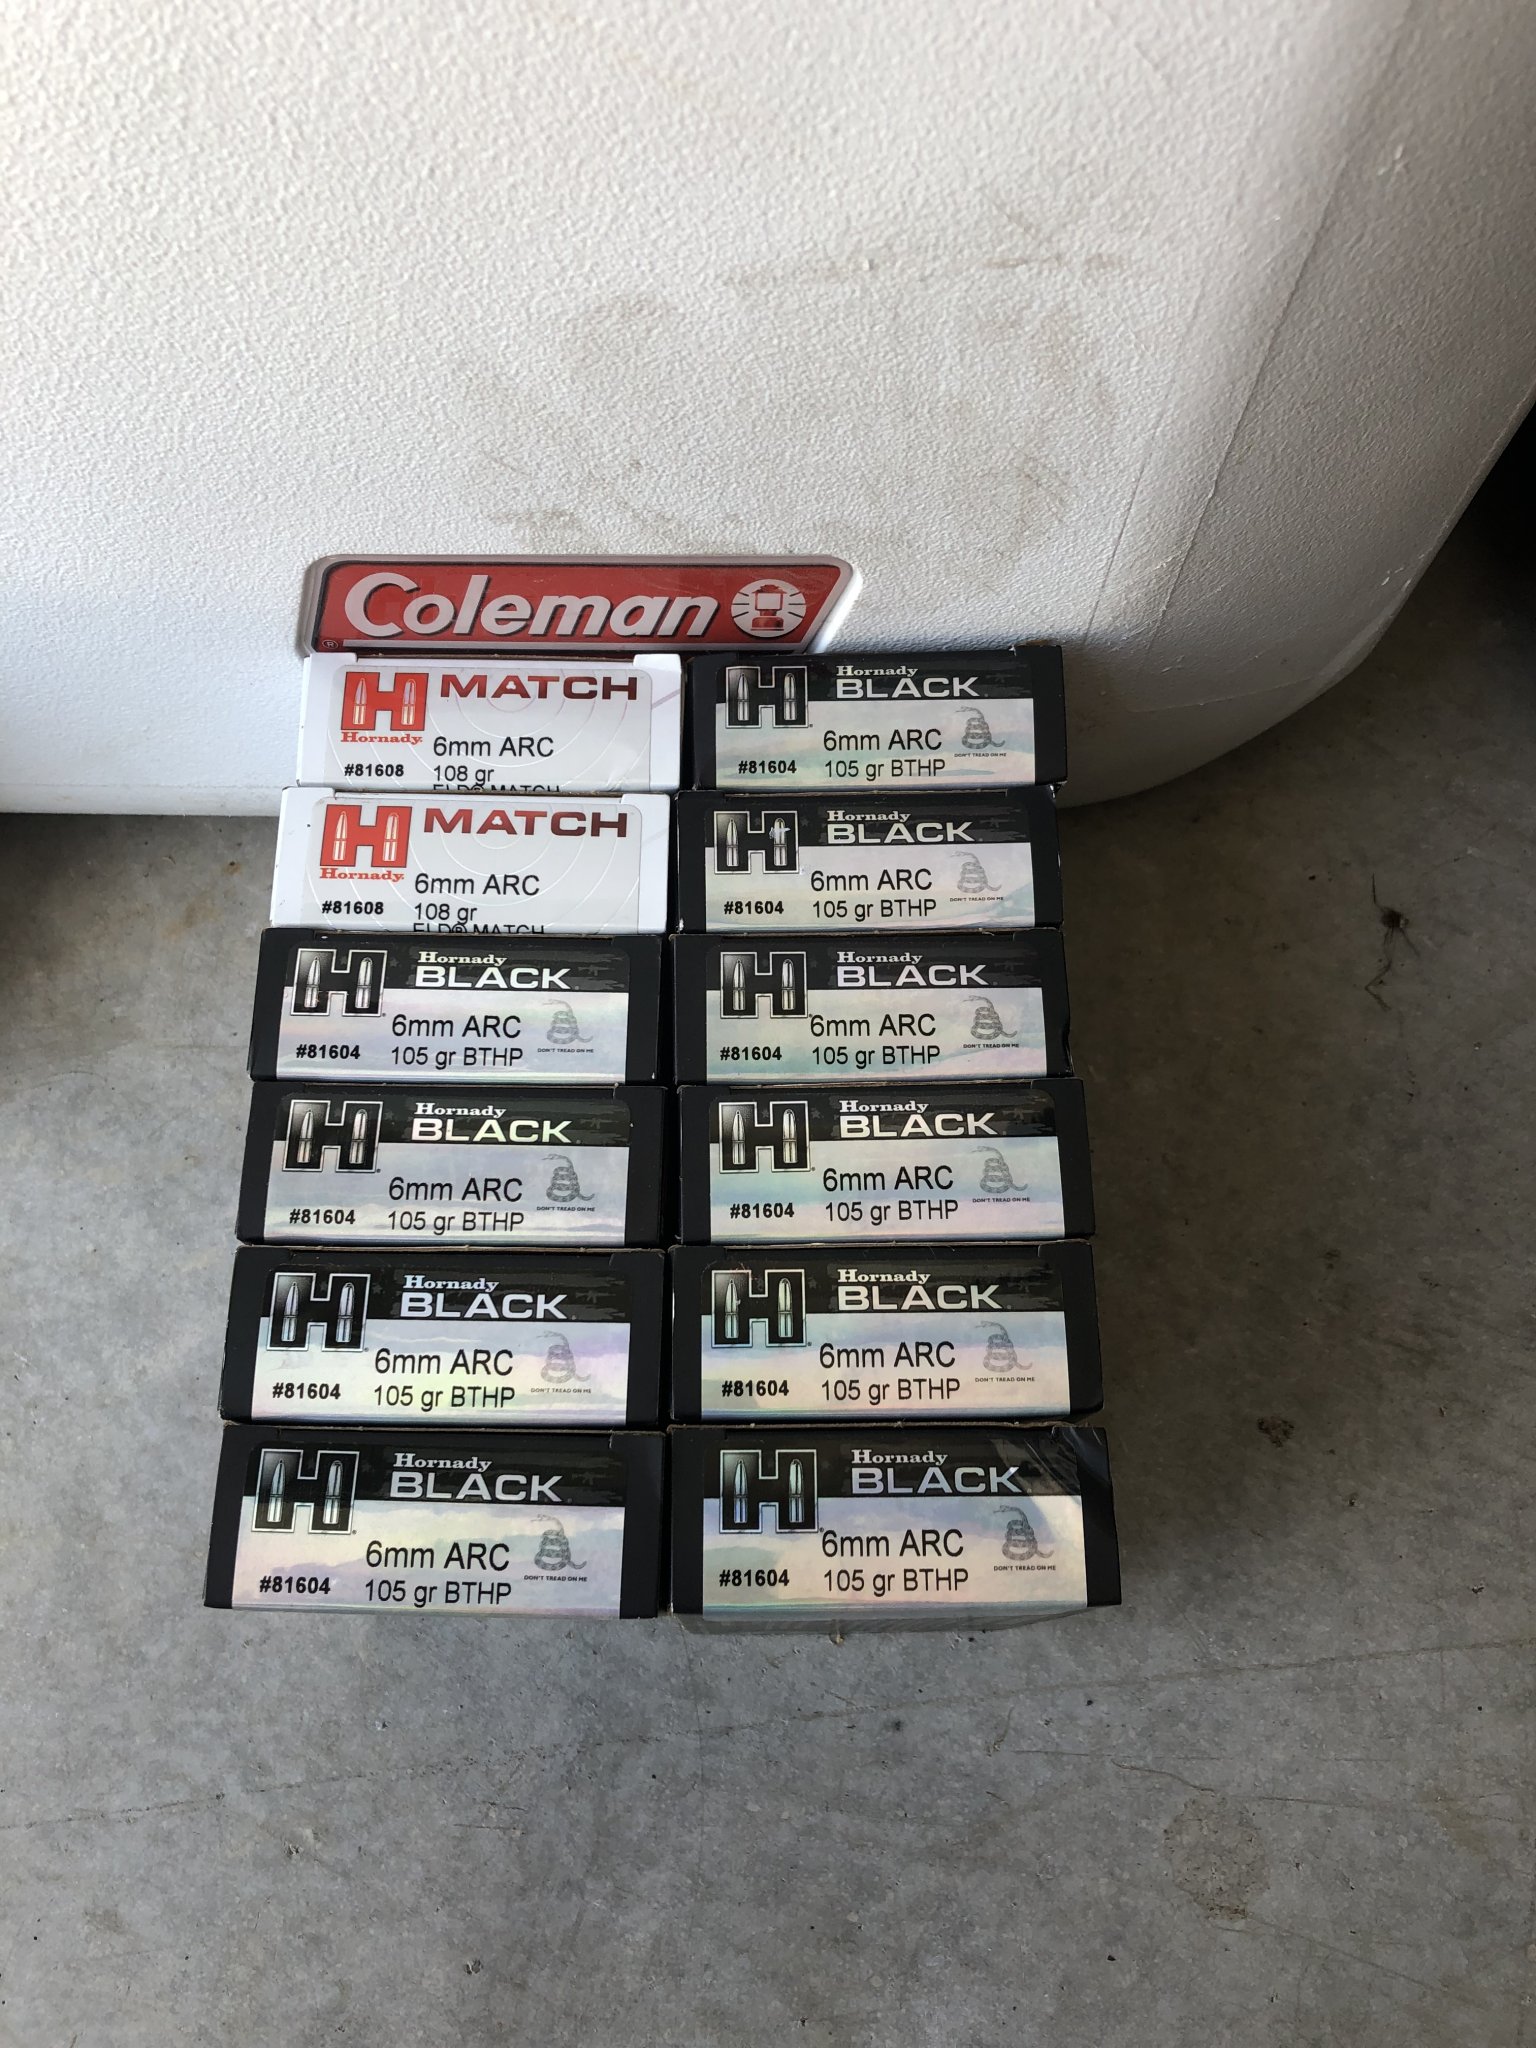 Coleman
®
H MATCH
Hornady
6mm ARC
#81608
108 gr
ELD® MATCH
H MATCH
Hornady
6mm ARC
#81608
108 gr
ELD® MATCH
Hornady
BLACK
6mm ARC
DON'T TREAD ON ME
#81604
105 gr BTHP
Hornady
BLACK
6mm ARC
DON'T TREAD ON ME
#81604
105 gr BTHP
Hornady
BLACK
6mm ARC
DON'T TREAD ON ME
#81604
105 gr BTHP
Hornady
BLACK
6mm ARC
DON'T TREAD ON ME
#81604
105 gr BTHP
Hornady
BLACK
6mm ARC
DON'T TREAD ON ME
#81604
105 gr BTHP
Hornady
BLACK
6mm ARC
DON'T TREAD ON ME
#81604
105 gr BTHP
Hornady
BLACK
6mm ARC
DON'T TREAD ON ME
#81604
105 gr BTHP
Hornady
BLACK
6mm ARC
DON'T TREAD ON ME
#81604
105 gr BTHP
Hornady
BLACK
6mm ARC
DON'T TREAD ON ME
#81604
105 gr BTHP
Hornady
BLACK
6mm ARC
DON'T TREAD ON ME
#81604
105 gr BTHP